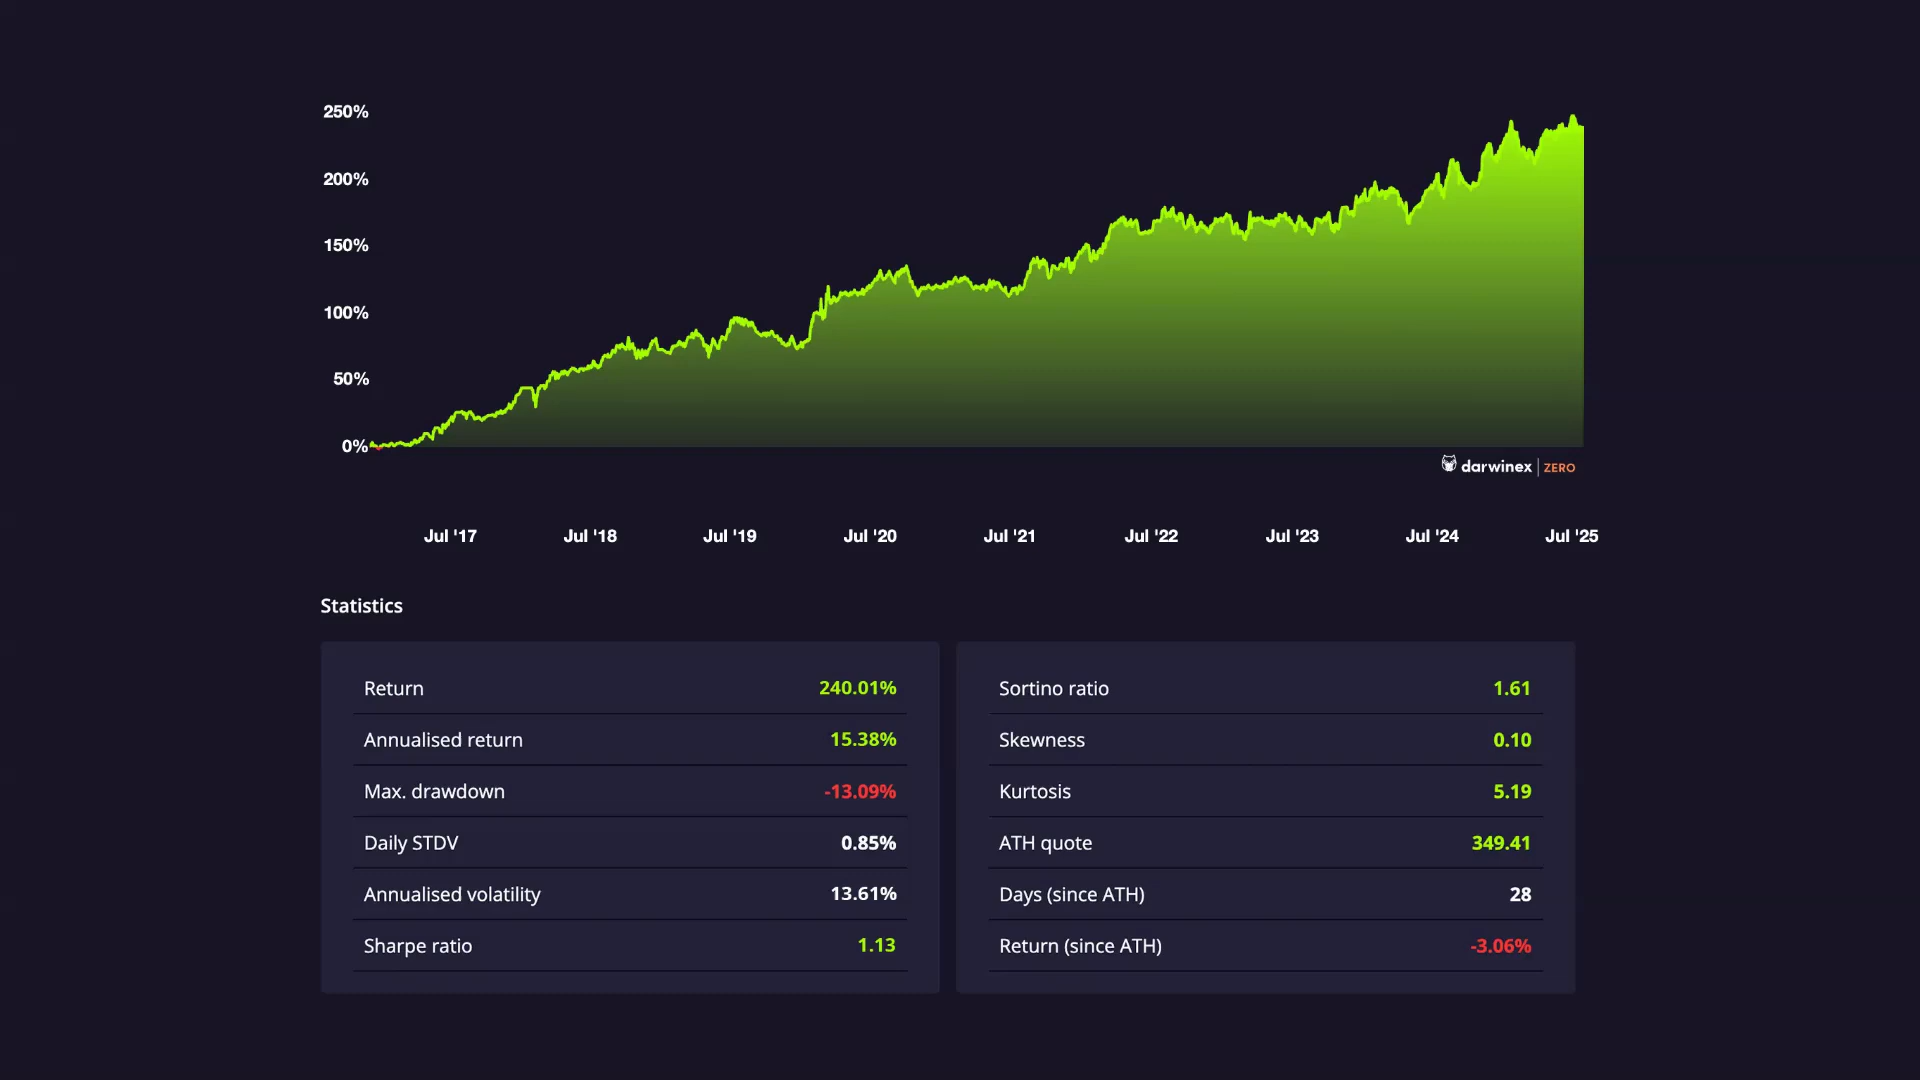 250%
200%
150%
100%
50%
0%
darwinex | ZERO
Jul '17 Jul '18 Jul '19 Jul '20 Jul '21 Jul '22 Jul '23 Jul '24 Jul '25
Statistics
Return 240.01%
Annualised return 15.38%
Max. drawdown -13.09%
Daily STDV 0.85%
Annualised volatility 13.61%
Sharpe ratio 1.13
Sortino ratio 1.61
Skewness 0.10
Kurtosis 5.19
ATH quote 349.41
Days (since ATH) 28
Return (since ATH) -3.06%